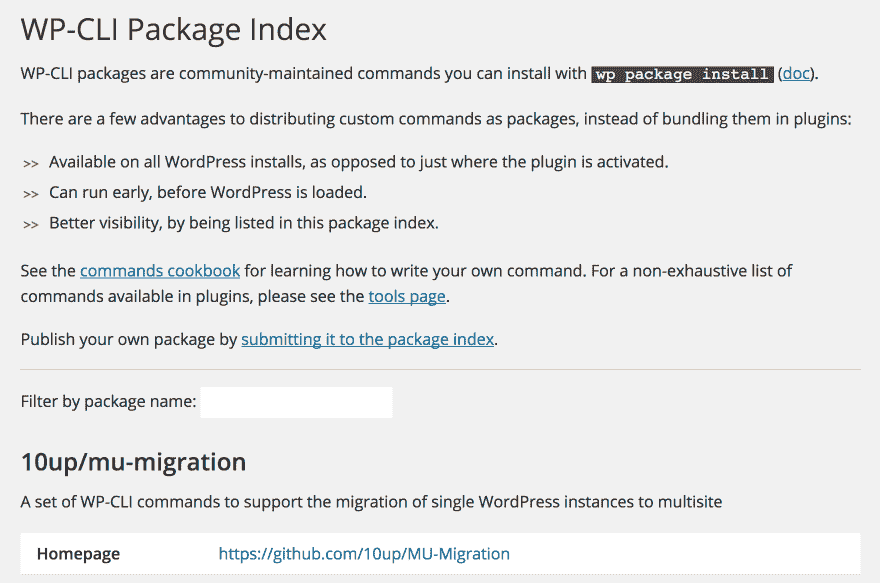 WP-CLI Package Index
WP-CLI packages are community-maintained commands you can install with wp package install (doc).
There are a few advantages to distributing custom commands as packages, instead of bundling them in plugins:
>> Available on all WordPress installs, as opposed to just where the plugin is activated.
>> Can run early, before WordPress is loaded.
>> Better visibility, by being listed in this package index.
See the commands cookbook for learning how to write your own command. For a non-exhaustive list of
commands available in plugins, please see the tools page.
Publish your own package by submitting it to the package index.
Filter by package name:
10up/mu-migration
A set of WP-CLI commands to support the migration of single WordPress instances to multisite
Homepage https://github.com/10up/MU-Migration